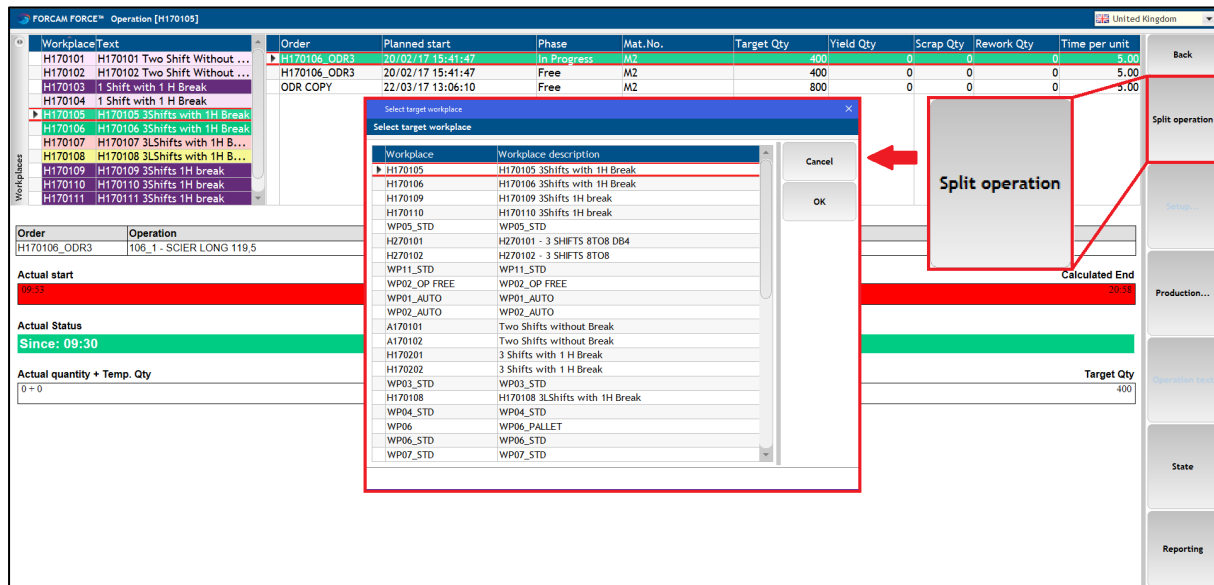 FORCAM FORCE™ Operation [H170105]
United Kingdom
Workplace Text
H170101 H170101 Two Shift Without ...
H170102 H170102 Two Shift Without ...
H170103 1 Shift with 1 H Break
H170104 1 Shift with 1 H Break
H170105 H170105 3Shifts with 1H Break
H170106 H170106 3Shifts with 1H Break
H170107 H170107 3LShifts with 1H B...
H170108 H170108 3LShifts with 1H B...
H170109 H170109 3Shifts 1H break
H170110 H170110 3Shifts 1H break
H170111 H170111 3Shifts 1H break
Workplaces
Order Planned start Phase Mat.No. Target Qty Yield Qty Scrap Qty Rework Qty Time per unit
H170106_ODR3 20/02/17 15:41:47 In Progress M2 400 0 0 0 5.00
H170106_ODR3 20/02/17 15:41:47 Free M2 400 0 0 0 5.00
ODR COPY 22/03/17 13:06:10 Free M2 800 0 0 0 5.00
Select target workplace
Select target workplace
Workplace Workplace description
H170105 H170105 3Shifts with 1H Break
H170106 H170106 3Shifts with 1H Break
H170109 H170109 3Shifts 1H break
H170110 H170110 3Shifts 1H break
WP05_STD WP05_STD
H270101 H270101 - 3 SHIFTS 8TO8 DB4
H270102 H270102 - 3 SHIFTS 8TO8
WP11_STD WP11_STD
WP02_OP FREE WP02_OP FREE
WP01_AUTO WP01_AUTO
WP02_AUTO WP02_AUTO
A170101 Two Shifts without Break
A170102 Two Shifts without Break
H170201 3 Shifts with 1 H Break
H170202 3 Shifts with 1 H Break
WP03_STD WP03_STD
H170108 H170108 3LShifts with 1H Break
WP04_STD WP04_STD
WP06 WP06_PALLET
WP06_STD WP06_STD
WP07_STD WP07_STD
Cancel
OK
Split operation
Order Operation
H170106_ODR3 106_1 - SCIER LONG 119,5
Actual start Calculated End
09:53 20:58
Actual Status
Since: 09:30
Actual quantity + Temp. Qty Target Qty
0 + 0 400
Back
Split operation
Setup...
Production...
Operation text
State
Reporting